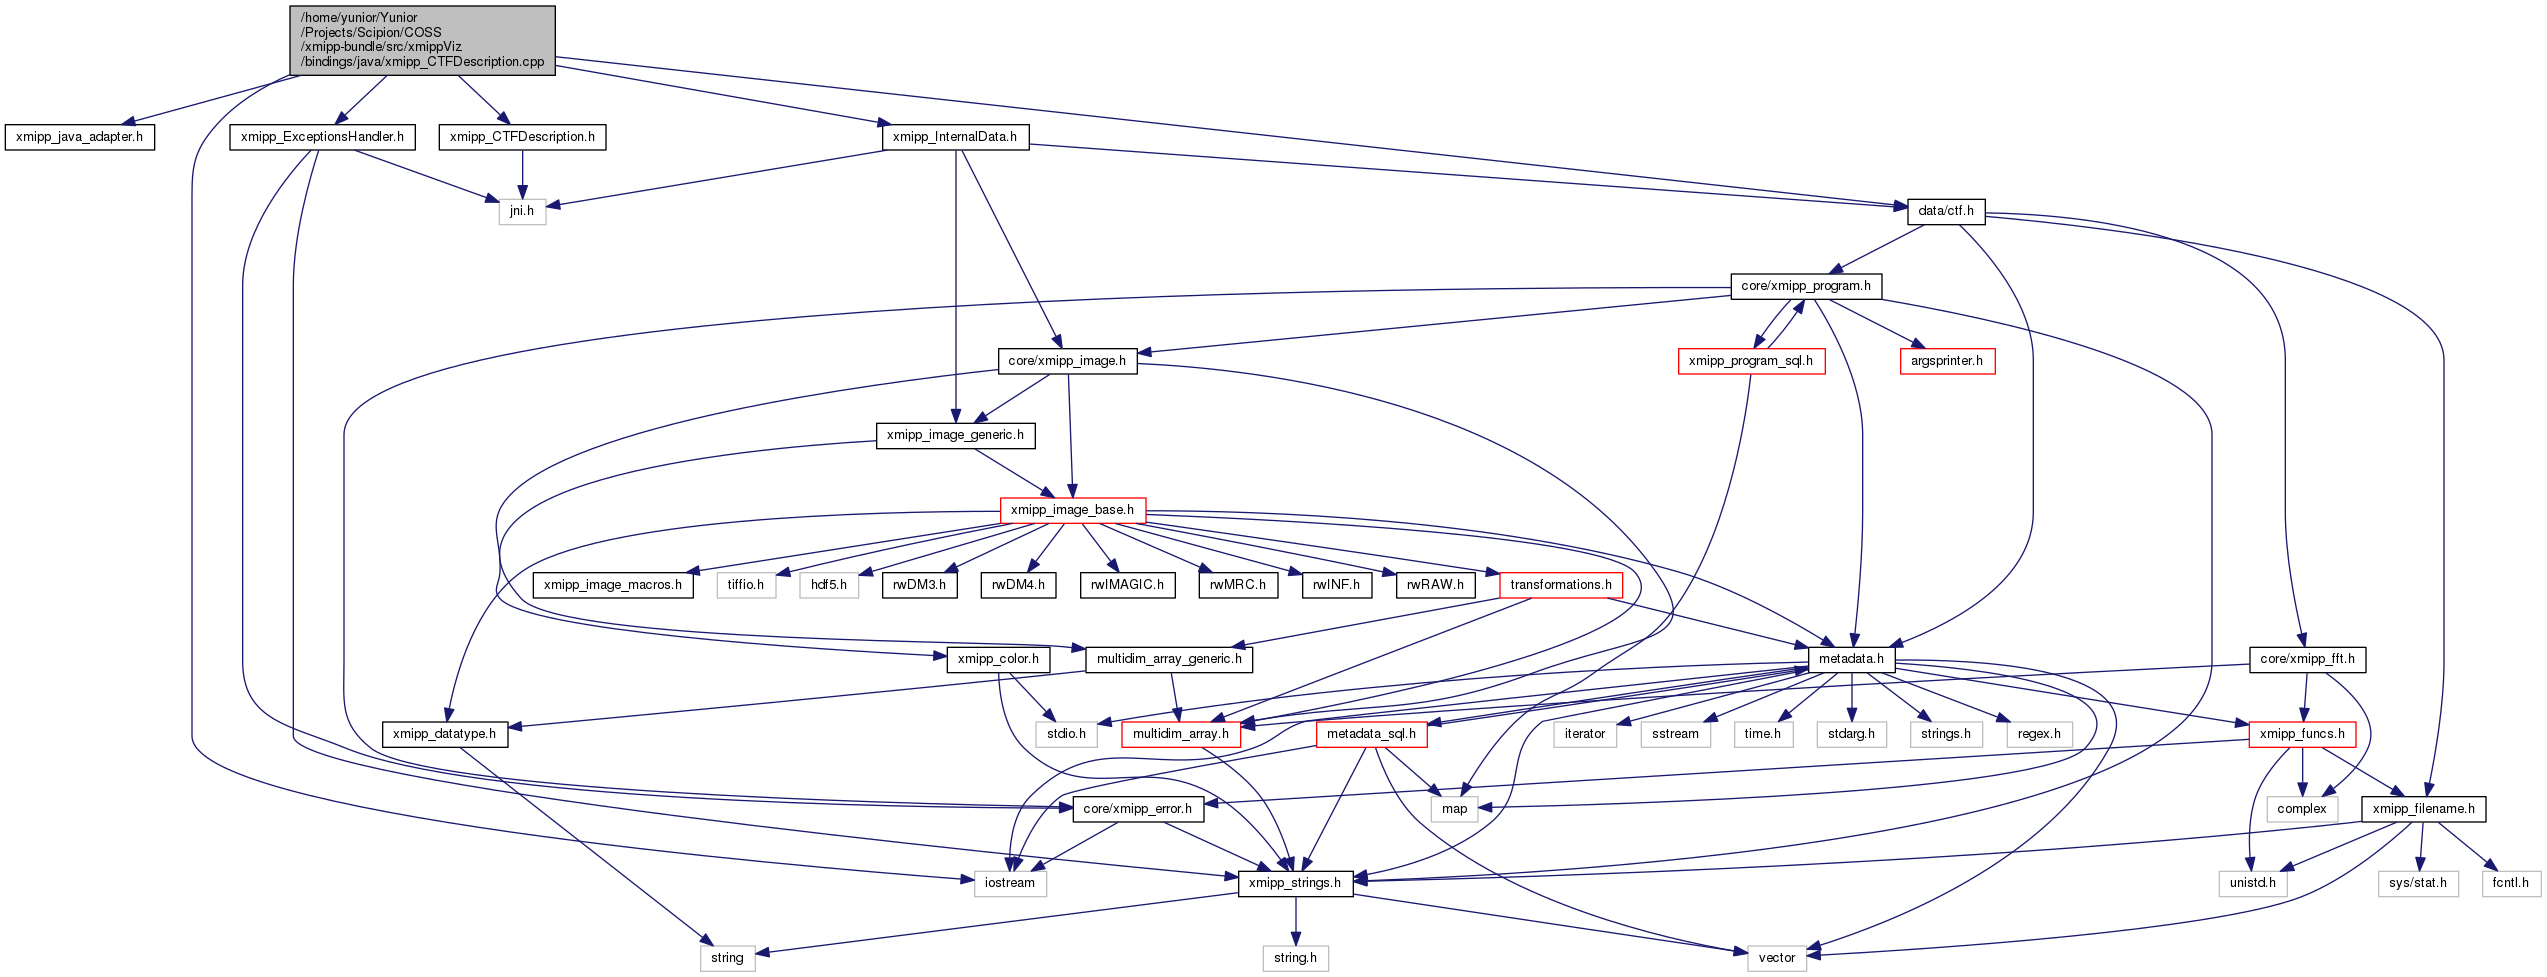 /home/yunior/Yunior
/Projects/Scipion/COSS
/xmipp-bundle/src/xmippViz
/bindings/java/xmipp_CTFDescription.cpp
xmipp_java_adapter.h
xmipp_ExceptionsHandler.h
xmipp_CTFDescription.h
xmipp_InternalData.h
jni.h
data/ctf.h
core/xmipp_program.h
core/xmipp_image.h
xmipp_program_sql.h
argsprinter.h
xmipp_image_generic.h
xmipp_image_base.h
xmipp_image_macros.h
tiffio.h
hdf5.h
rwDM3.h
rwDM4.h
rwIMAGIC.h
rwMRC.h
rwINF.h
rwRAW.h
transformations.h
xmipp_color.h
multidim_array_generic.h
metadata.h
core/xmipp_fft.h
xmipp_datatype.h
stdio.h
multidim_array.h
metadata_sql.h
iterator
sstream
time.h
stdarg.h
strings.h
regex.h
xmipp_funcs.h
core/xmipp_error.h
map
complex
xmipp_filename.h
iostream
xmipp_strings.h
unistd.h
sys/stat.h
fcntl.h
string
string.h
vector